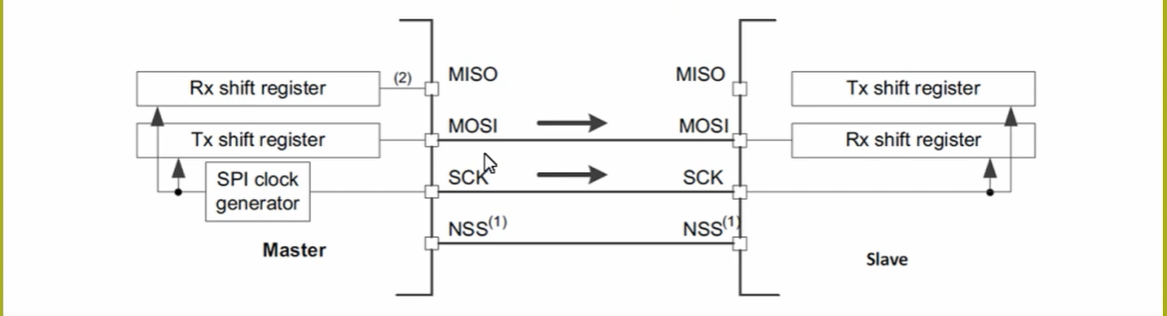 Rx shift register
(2)
MISO
MISO
Tx shift register
Tx shift register
MOSI
MOSI
Rx shift register
SPI clock
generator
SCK
SCK
NSS(1)
NSS(1)
Master
Slave